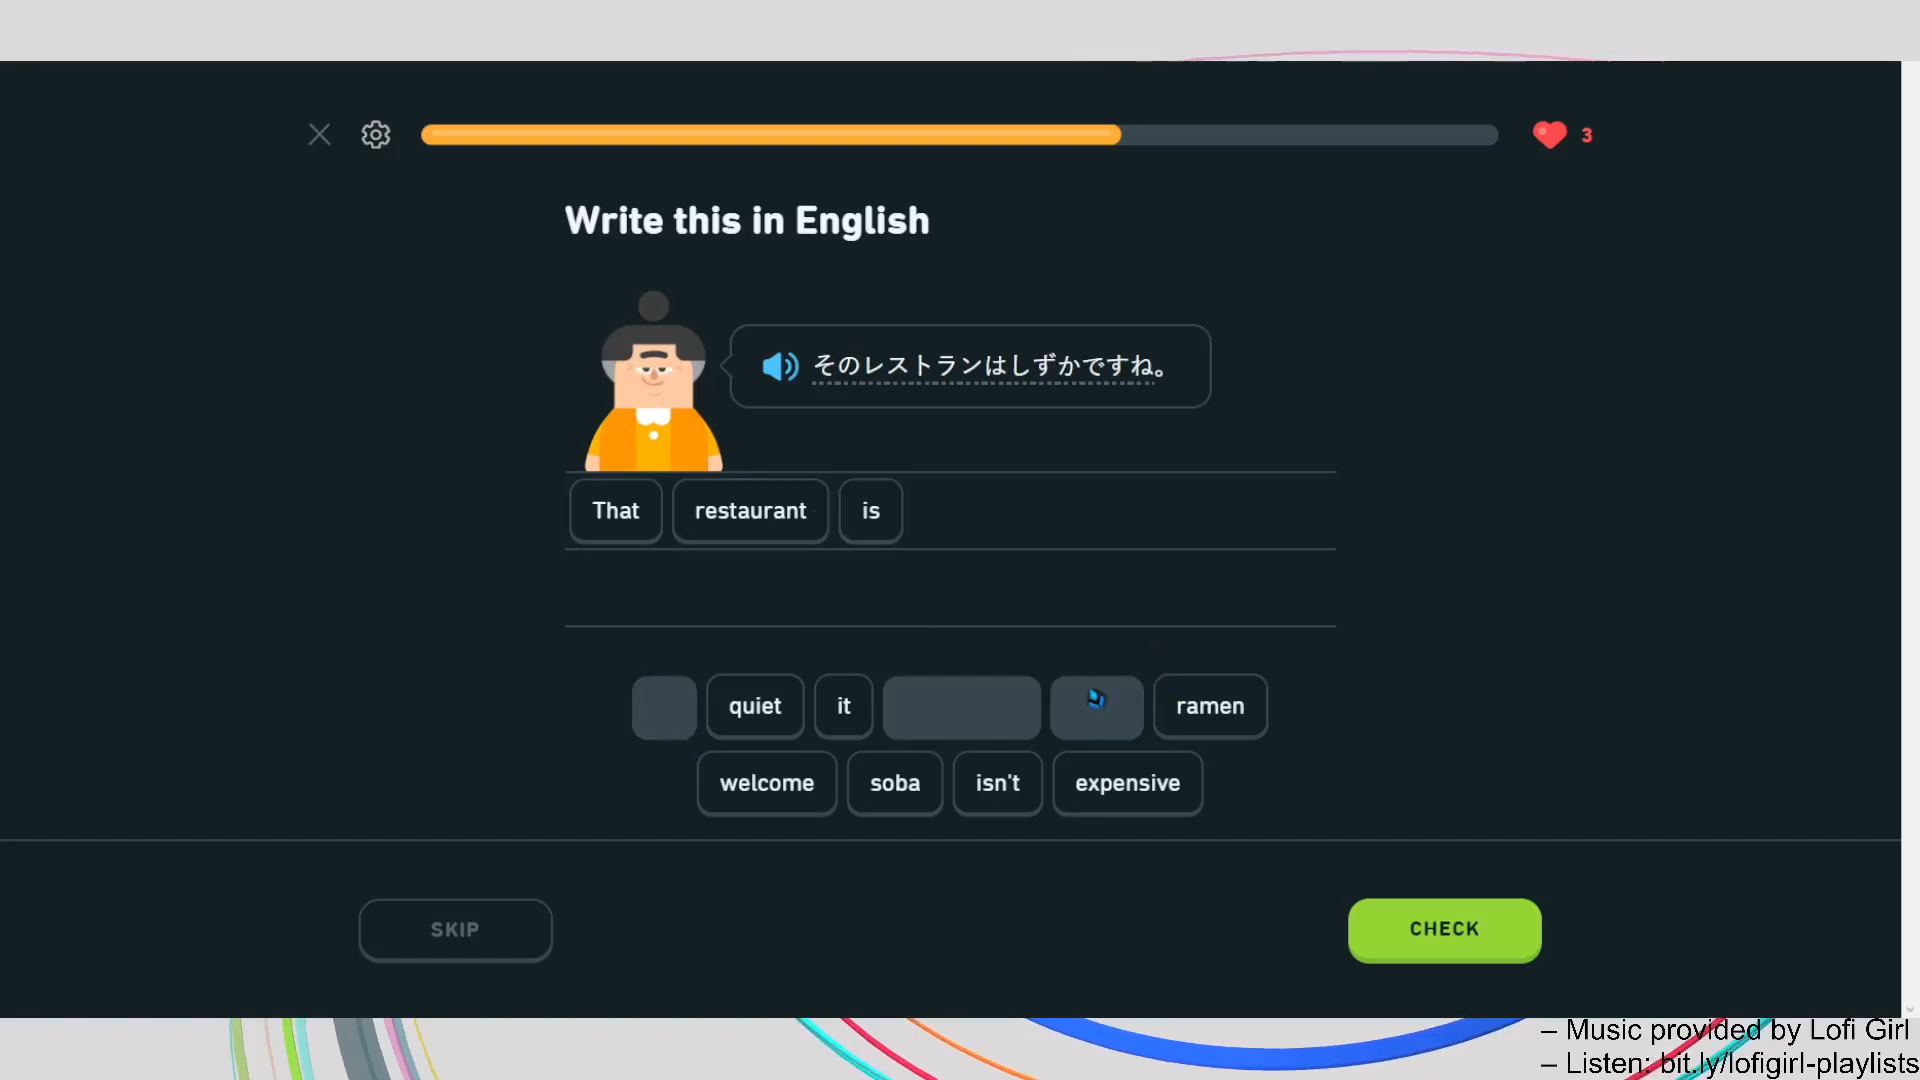 3
Write this in English
そのレストランはしずかですね。
That restaurant is
quiet it ramen
welcome soba isn't expensive
SKIP CHECK
– Music provided by Lofi Girl
– Listen: bit.ly/lofigirl-playlists